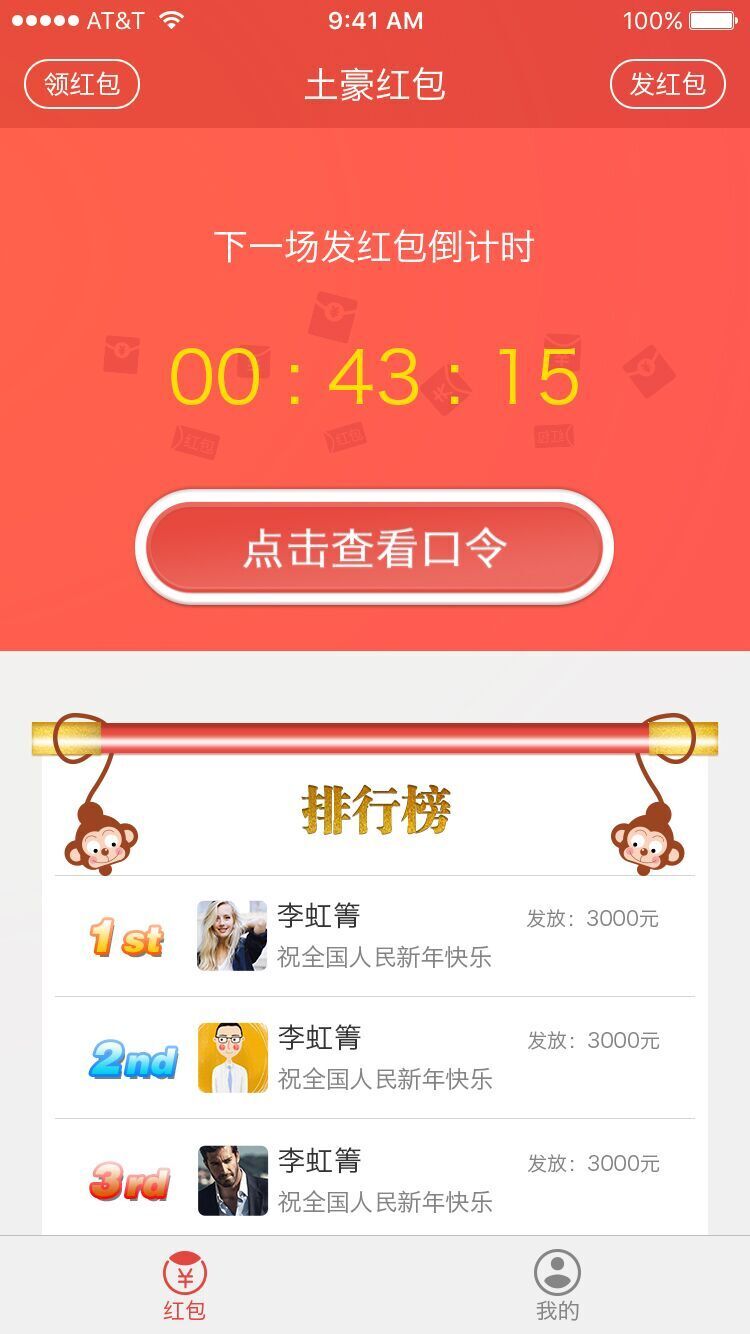 AT&T 9:41 AM 100%
领红包 土豪红包 发红包
下一场发红包倒计时
00 : 43 : 15
红包 红包
点击查看口令
排行榜
1st 李虹箐 发放：3000元
祝全国人民新年快乐
2nd 李虹箐 发放：3000元
祝全国人民新年快乐
3rd 李虹箐 发放：3000元
祝全国人民新年快乐
红包 我的